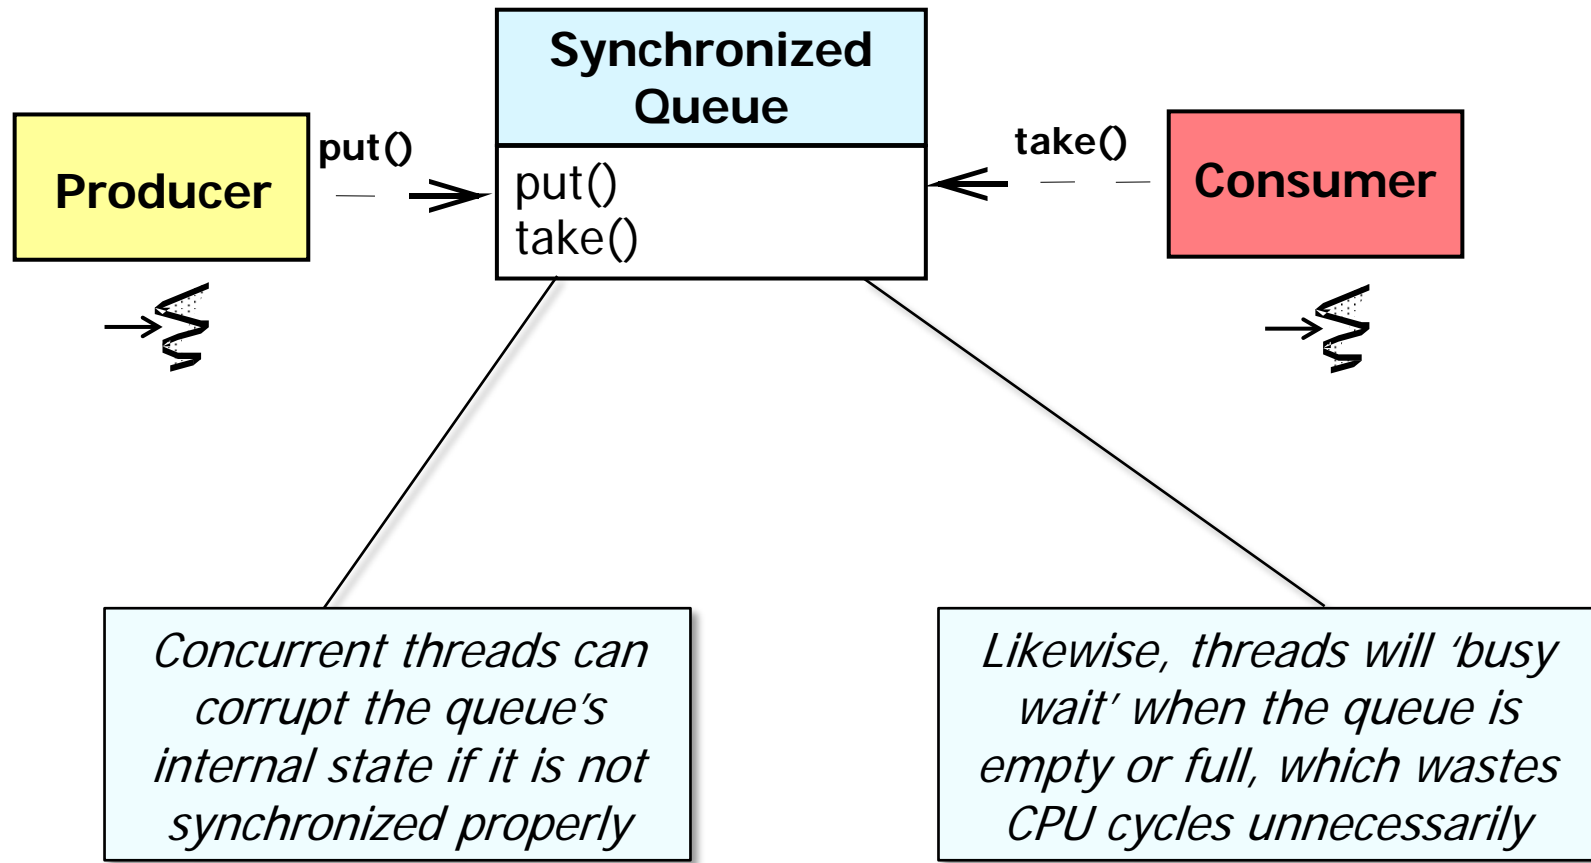 Synchronized
Queue
Producer
put()
put()
take()
take()
Consumer
Concurrent threads can
corrupt the queue’s
internal state if it is not
synchronized properly
Likewise, threads will ‘busy
wait’ when the queue is
empty or full, which wastes
CPU cycles unnecessarily